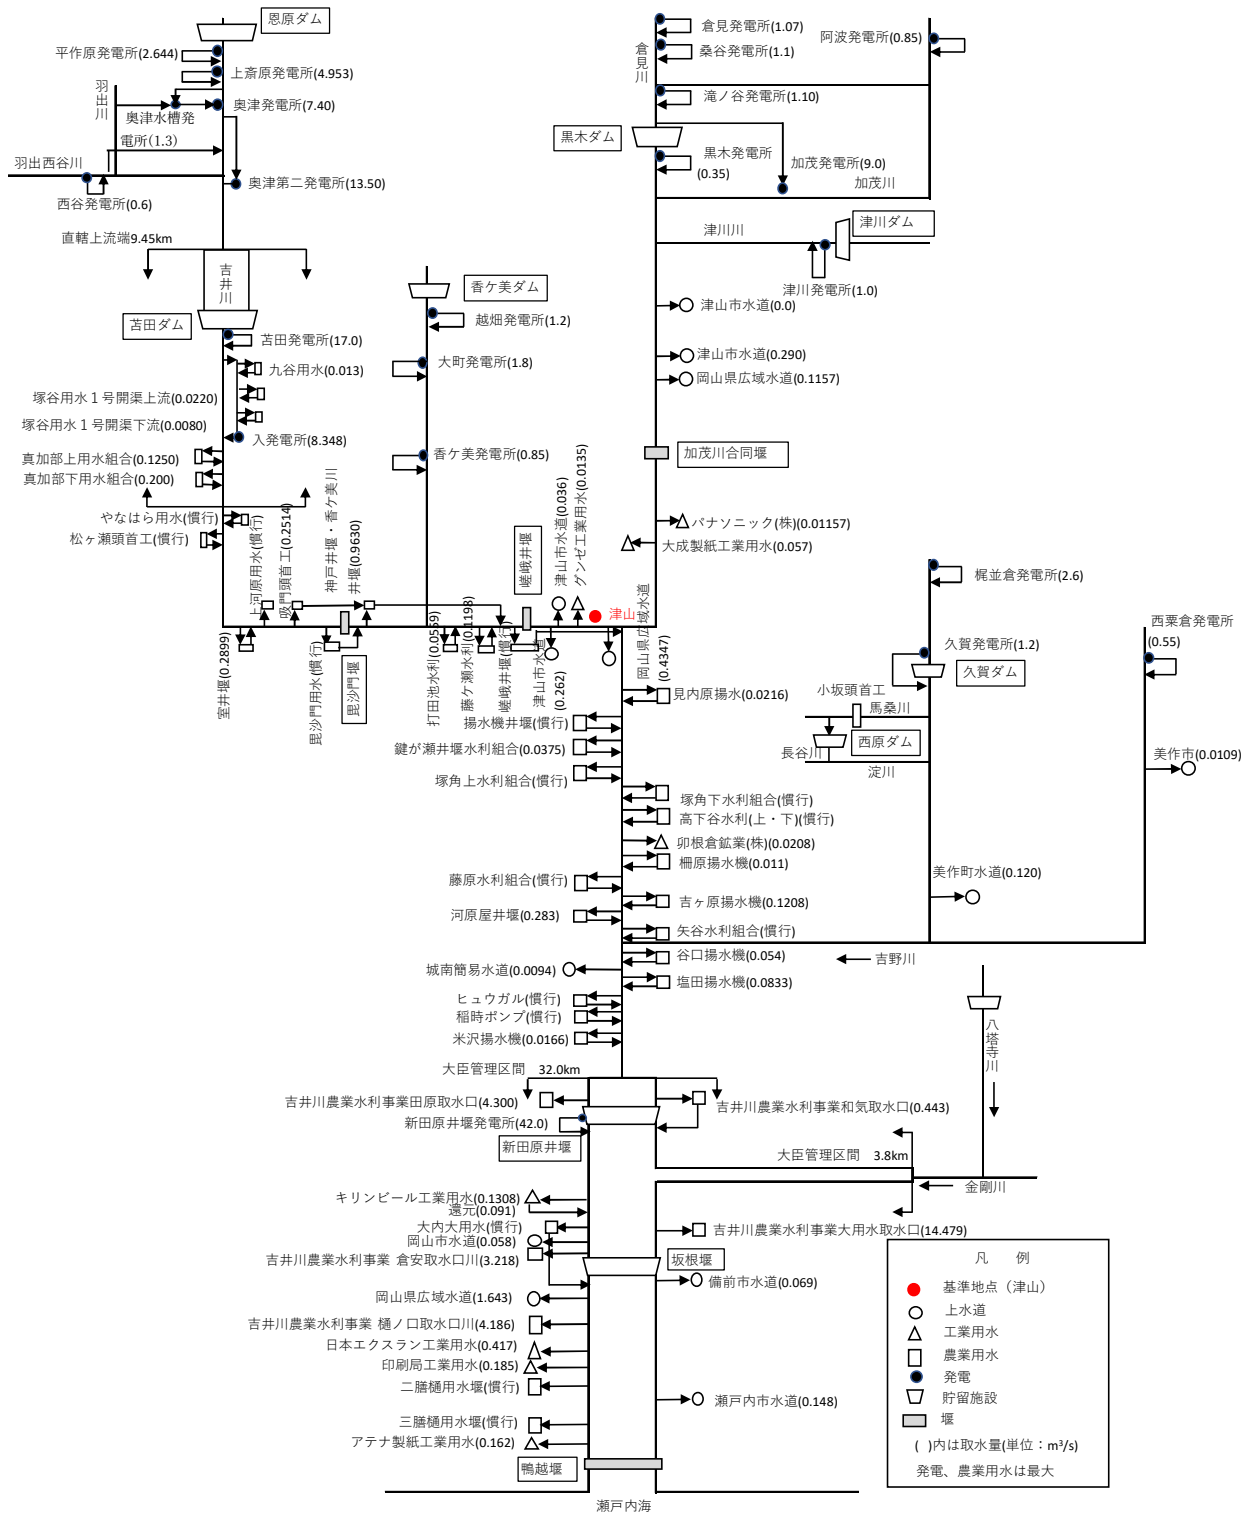 恩原ダム
平作原発電所(2.644)
上斎原発電所(4.953)
羽出川
奥津発電所(7.40)
奥津水槽発
電所(1.3)
羽出西谷川
西谷発電所(0.6)
奥津第二発電所(13.50)
直轄上流端9.45km
吉井川
苫田ダム
苫田発電所(17.0)
九谷用水(0.013)
塚谷用水１号開渠上流(0.0220)
塚谷用水１号開渠下流(0.0080)
入発電所(8.348)
真加部上用水組合(0.1250)
真加部下用水組合(0.200)
やなはら用水(慣行)
松ヶ瀬頭首工(慣行)
香ケ美ダム
越畑発電所(1.2)
大町発電所(1.8)
香ケ美発電所(0.85)
倉見川
倉見発電所(1.07)
桑谷発電所(1.1)
滝ノ谷発電所(1.10)
黒木ダム
黒木発電所
(0.35)
阿波発電所(0.85)
加茂発電所(9.0)
加茂川
津川川
津川ダム
津川発電所(1.0)
津山市水道(0.0)
津山市水道(0.290)
岡山県広域水道(0.1157)
加茂川合同堰
パナソニック(株)(0.01157)
大成製紙工業用水(0.057)
上河原用水(慣行)
吸門頭首工(0.2514)
神戸井堰・香ケ美川
井堰(0.9630)
嵯峨井堰
津山市水道(0.036)
グンゼ工業用水(0.0135)
津山
室井堰(0.2899)
毘沙門用水(慣行)
毘沙門堰
打田池水利(0.0559)
藤ケ瀬水利(0.1198)
嵯峨井堰(慣行)
津山市水道
(0.262)
岡山県広域水道
(0.4347)
見内原揚水(0.0216)
揚水機井堰(慣行)
鍵が瀬井堰水利組合(0.0375)
塚角上水利組合(慣行)
塚角下水利組合(慣行)
高下谷水利(上・下)(慣行)
卯根倉鉱業(株)(0.0208)
柵原揚水機(0.011)
藤原水利組合(慣行)
吉ヶ原揚水機(0.1208)
河原屋井堰(0.283)
矢谷水利組合(慣行)
谷口揚水機(0.054)
城南簡易水道(0.0094)
塩田揚水機(0.0833)
ヒュウガル(慣行)
稲時ポンプ(慣行)
米沢揚水機(0.0166)
梶並倉発電所(2.6)
久賀発電所(1.2)
久賀ダム
小坂頭首工
馬桑川
西原ダム
長谷川
淀川
西粟倉発電所
(0.55)
美作市(0.0109)
美作町水道(0.120)
吉野川
八塔寺川
大臣管理区間 32.0km
吉井川農業水利事業田原取水口(4.300)
吉井川農業水利事業和気取水口(0.443)
新田原井堰発電所(42.0)
新田原井堰
大臣管理区間 3.8km
金剛川
キリンビール工業用水(0.1308)
還元(0.091)
大内大用水(慣行)
岡山市水道(0.058)
吉井川農業水利事業大用水取水口(14.479)
吉井川農業水利事業 倉安取水口川(3.218)
坂根堰
備前市水道(0.069)
岡山県広域水道(1.643)
吉井川農業水利事業 樋ノ口取水口川(4.186)
日本エクスラン工業用水(0.417)
印刷局工業用水(0.185)
二膳樋用水堰(慣行)
瀬戸内市水道(0.148)
三膳樋用水堰(慣行)
アテナ製紙工業用水(0.162)
鴨越堰
瀬戸内海
凡 例
基準地点（津山）
上水道
工業用水
農業用水
発電
貯留施設
堰
( )内は取水量(単位：m³/s)
発電、農業用水は最大